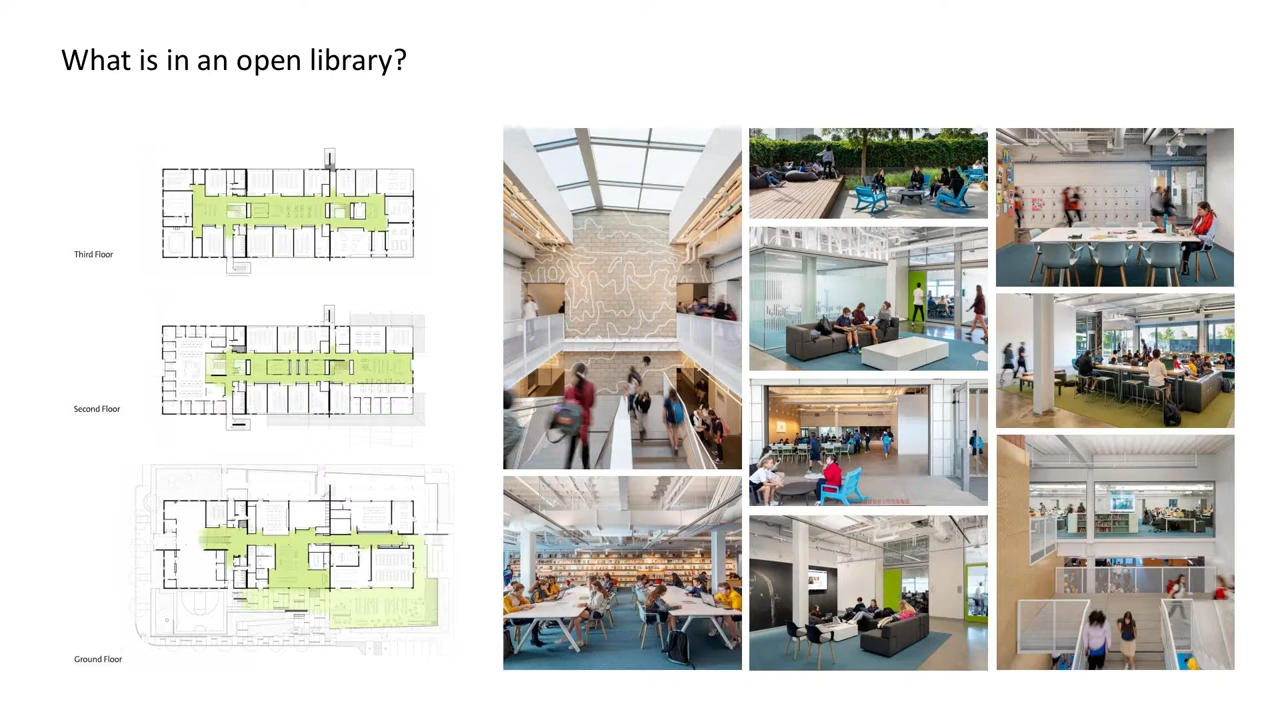 What is in an open library?
Third Floor
Second Floor
Ground Floor